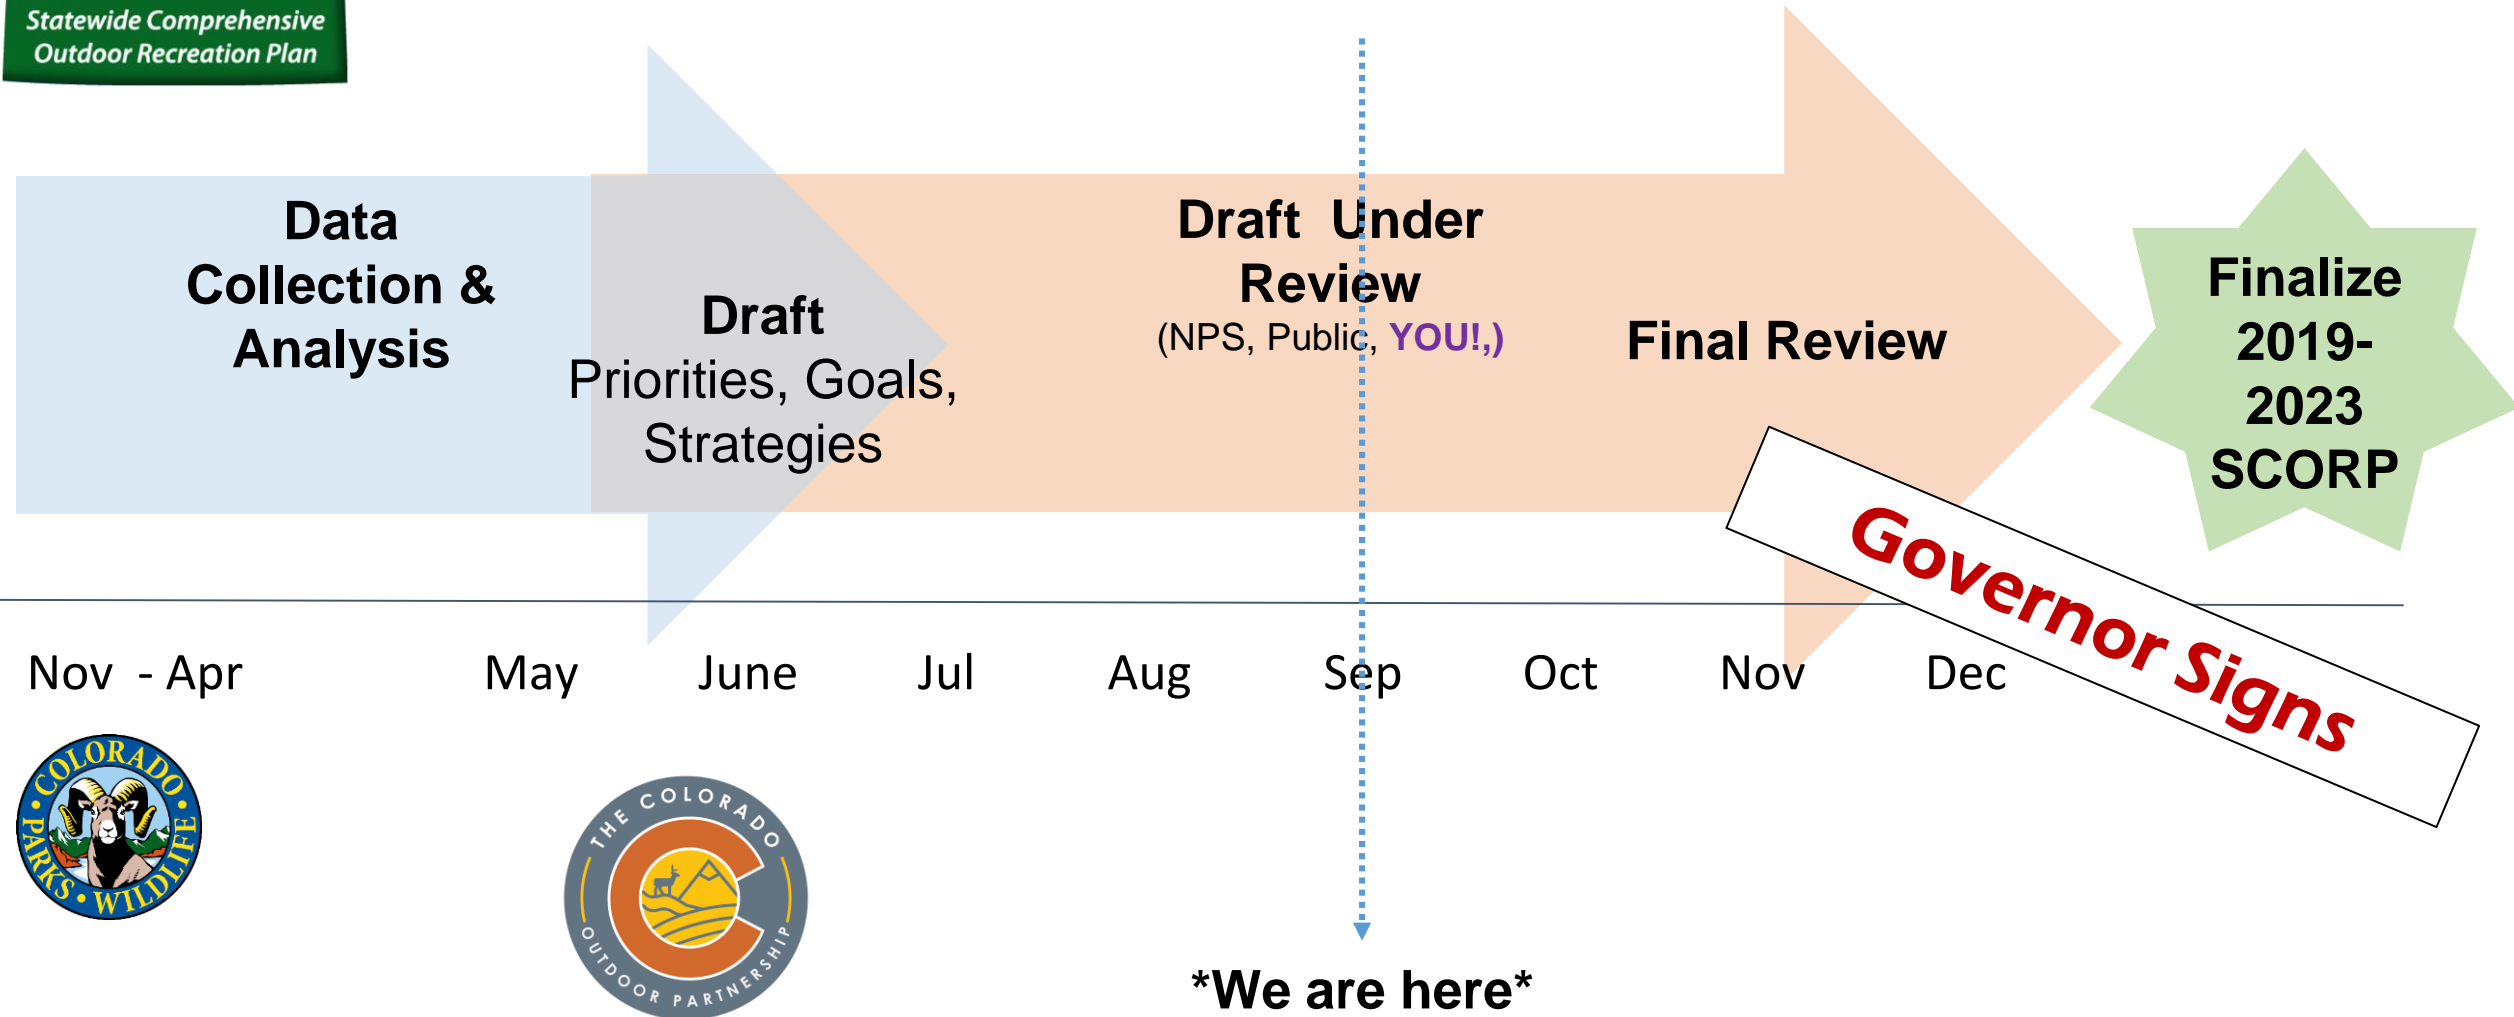 Statewide Comprehensive
Outdoor Recreation Plan
Data
Collection &
Analysis
Draft
Priorities, Goals,
Strategies
Draft  Under
Review
(NPS, Public, YOU!,)
Final Review
Finalize
2019-
2023
SCORP
Governor Signs
Nov  - Apr
May
June
Jul
Aug
Sep
Oct
Nov
Dec
COLORADO
PARKS • WILDLIFE
THE COLORADO
OUTDOOR PARTNERSHIP
*We are here*